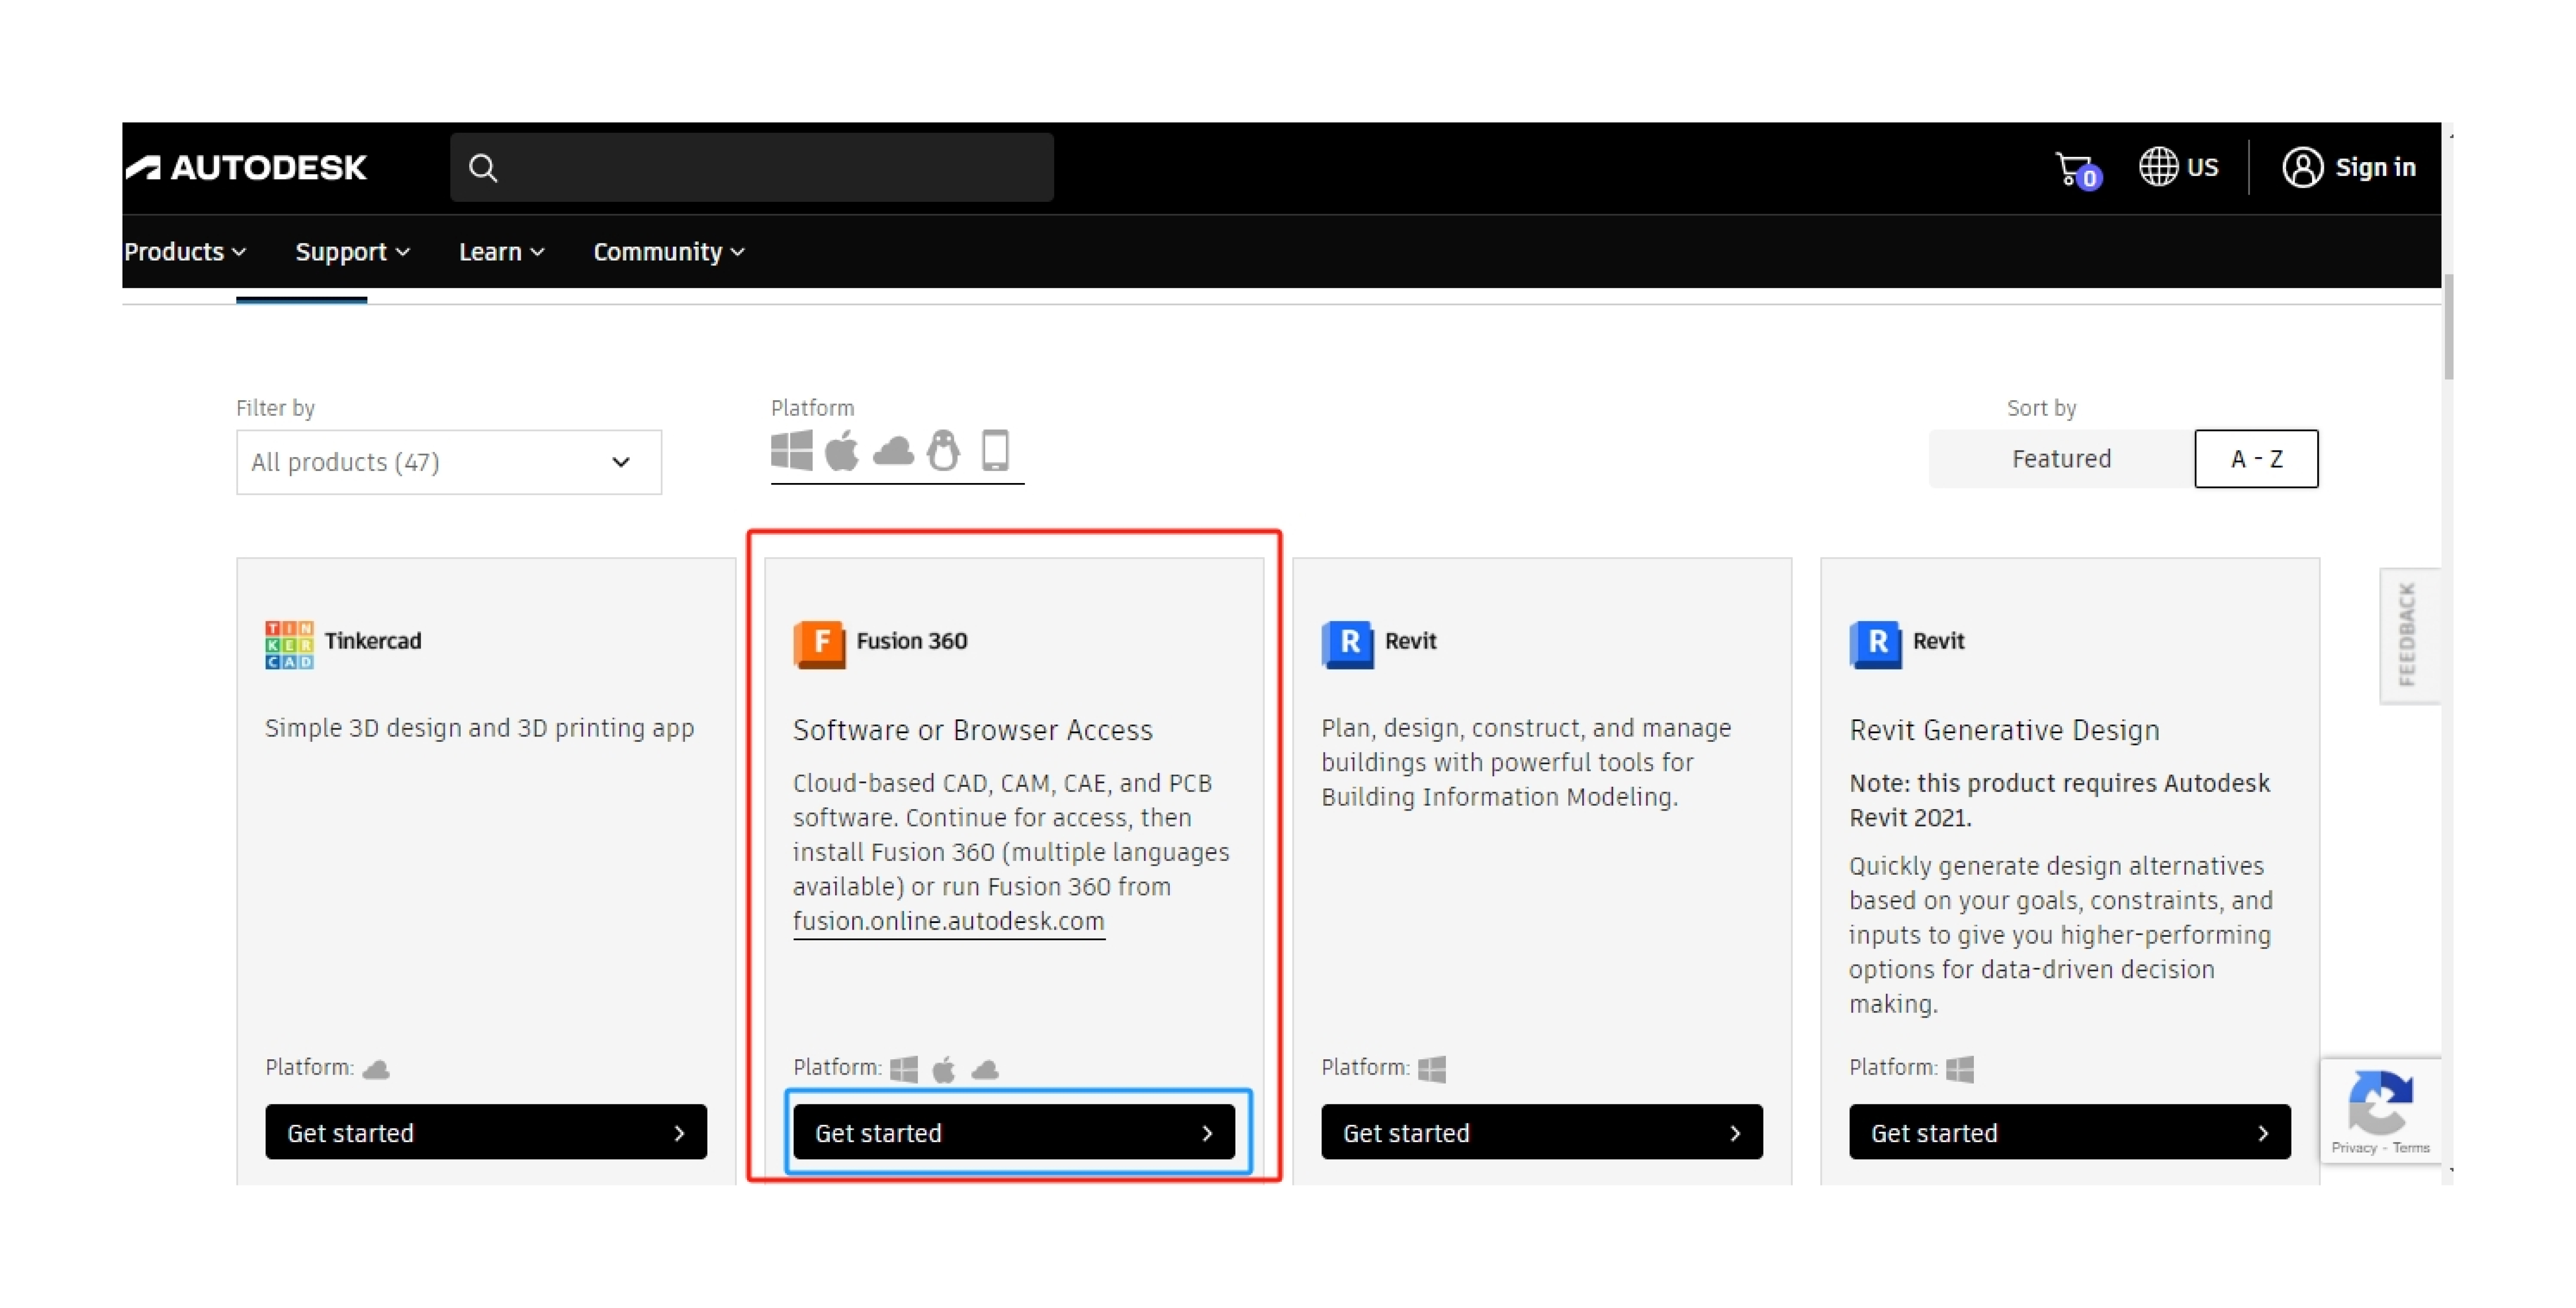 AUTODESK
0
US
Sign in
Products
Support
Learn
Community
Filter by
Platform
Sort by
All products (47)
Featured
A - Z
TINKERCAD
Tinkercad
Simple 3D design and 3D printing app
Platform:
Get started
F
Fusion 360
Software or Browser Access
Cloud-based CAD, CAM, CAE, and PCB
software. Continue for access, then
install Fusion 360 (multiple languages
available) or run Fusion 360 from
fusion.online.autodesk.com
Platform:
Get started
R
Revit
Plan, design, construct, and manage
buildings with powerful tools for
Building Information Modeling.
Platform:
Get started
R
Revit
Revit Generative Design
Note: this product requires Autodesk
Revit 2021.
Quickly generate design alternatives
based on your goals, constraints, and
inputs to give you higher-performing
options for data-driven decision
making.
Platform:
Get started
FEEDBACK
Privacy - Terms